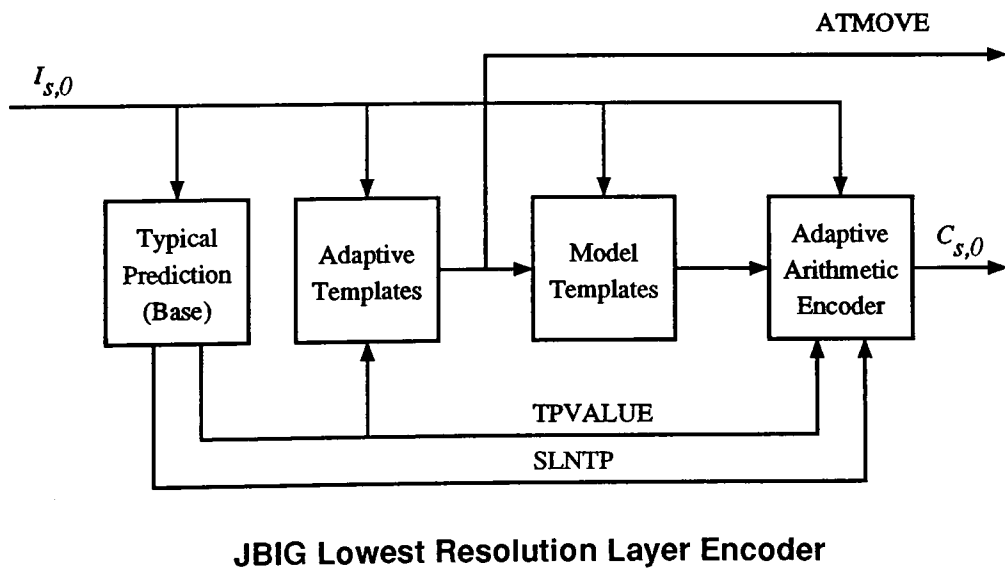 ATMOVE
I_{s,0}
Typical
Prediction
(Base)
Adaptive
Templates
Model
Templates
Adaptive
Arithmetic
Encoder
C_{s,0}
TPVALUE
SLNTP
JBIG Lowest Resolution Layer Encoder